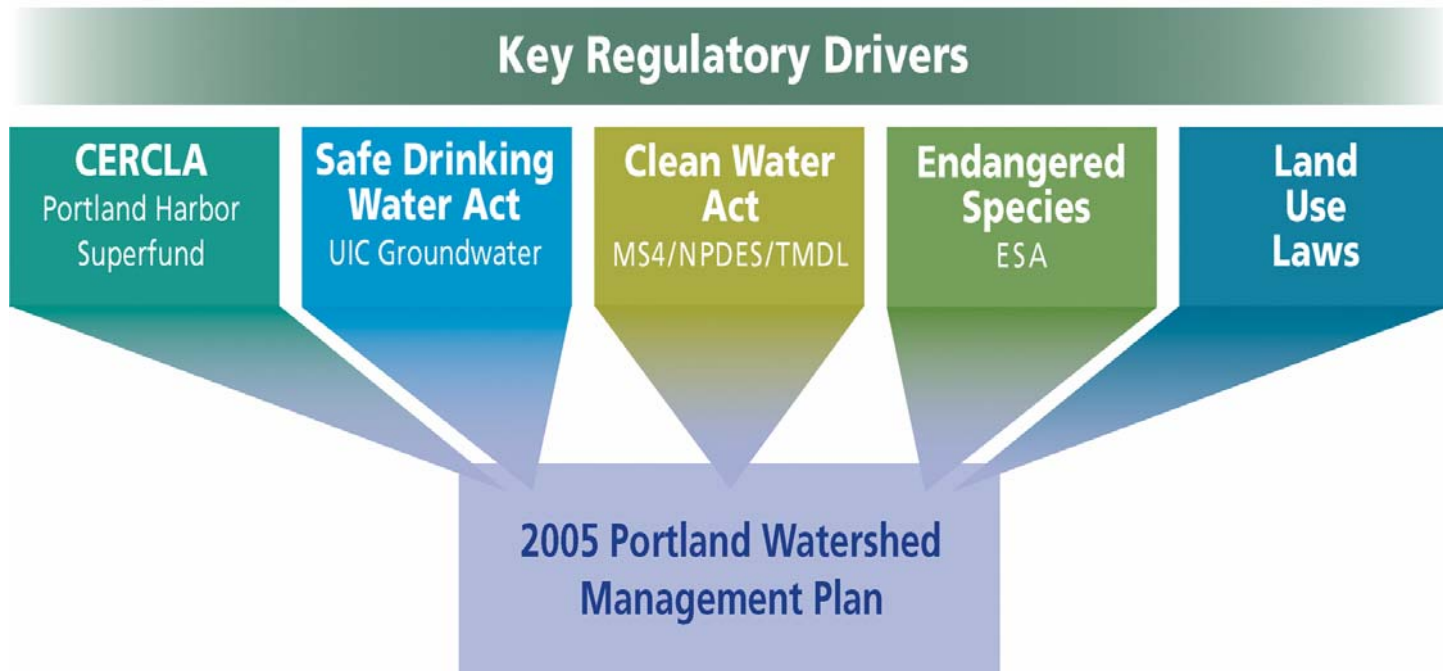 Key Regulatory Drivers
CERCLA
Portland Harbor
Superfund
Safe Drinking
Water Act
UIC Groundwater
Clean Water
Act
MS4/NPDES/TMDL
Endangered
Species
ESA
Land
Use
Laws
2005 Portland Watershed
Management Plan